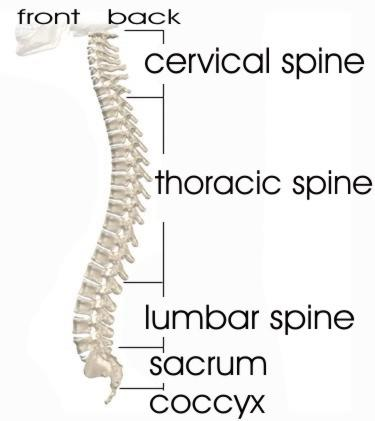 front back
cervical spine
thoracic spine
lumbar spine
sacrum
coccyx